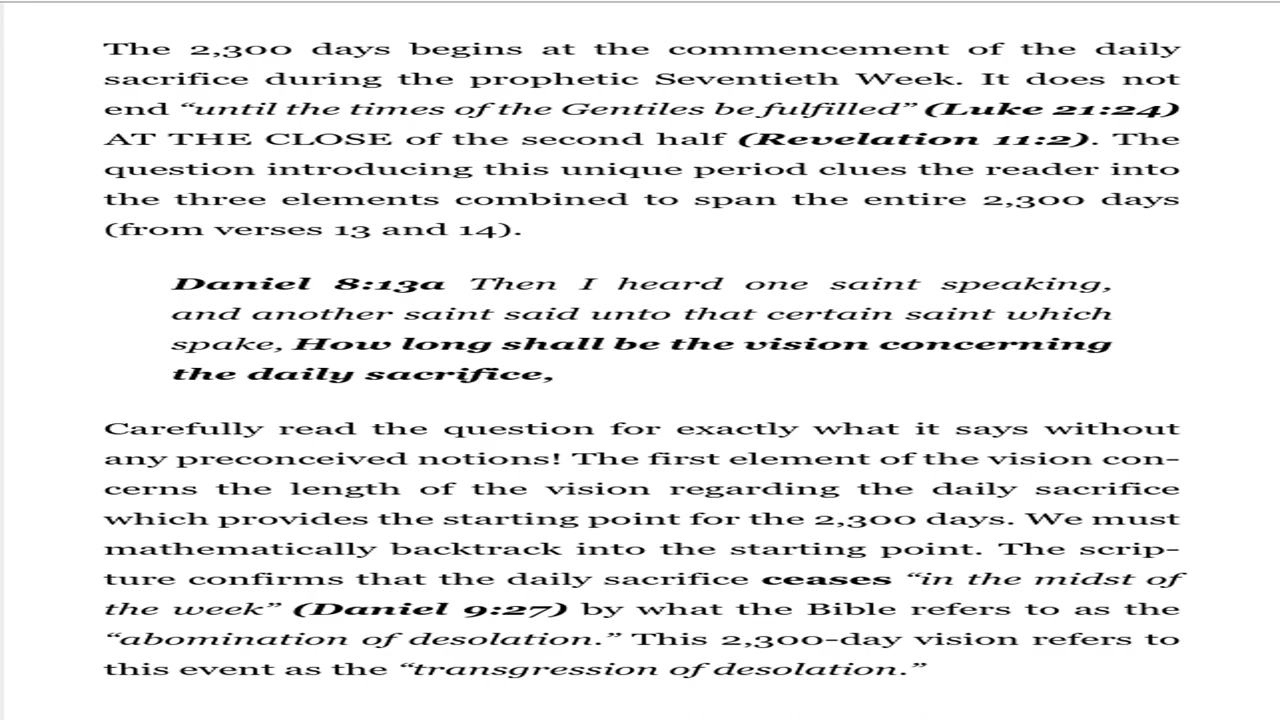 The 2,300 days begins at the commencement of the daily
sacrifice during the prophetic Seventieth Week. It does not
end “until the times of the Gentiles be fulfilled” (Luke 21:24)
AT THE CLOSE of the second half (Revelation 11:2). The
question introducing this unique period clues the reader into
the three elements combined to span the entire 2,300 days
(from verses 13 and 14).
Daniel 8:13a Then I heard one saint speaking,
and another saint said unto that certain saint which
spake, How long shall be the vision concerning
the daily sacrifice,
Carefully read the question for exactly what it says without
any preconceived notions! The first element of the vision con-
cerns the length of the vision regarding the daily sacrifice
which provides the starting point for the 2,300 days. We must
mathematically backtrack into the starting point. The scrip-
ture confirms that the daily sacrifice ceases “in the midst of
the week” (Daniel 9:27) by what the Bible refers to as the
“abomination of desolation.” This 2,300-day vision refers to
this event as the “transgression of desolation.”